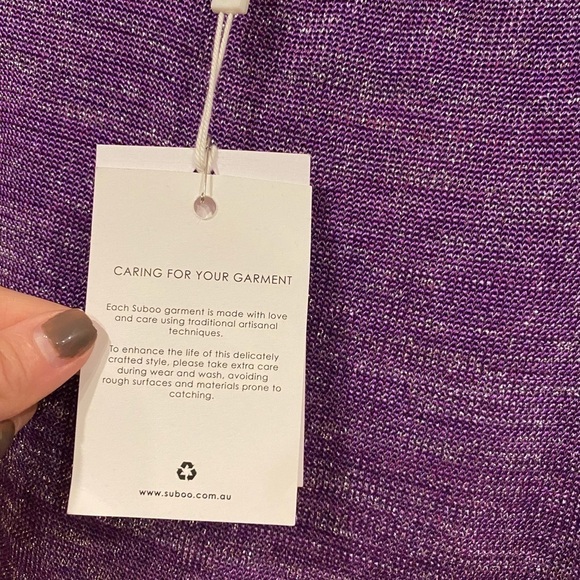 CARING FOR YOUR GARMENT
Each Suboo garment is made with love
and care using traditional artisanal
techniques.
To enhance the life of this delicately
crafted style, please take extra care
during wear and wash, avoiding
rough surfaces and materials prone to
catching.
www.suboo.com.au